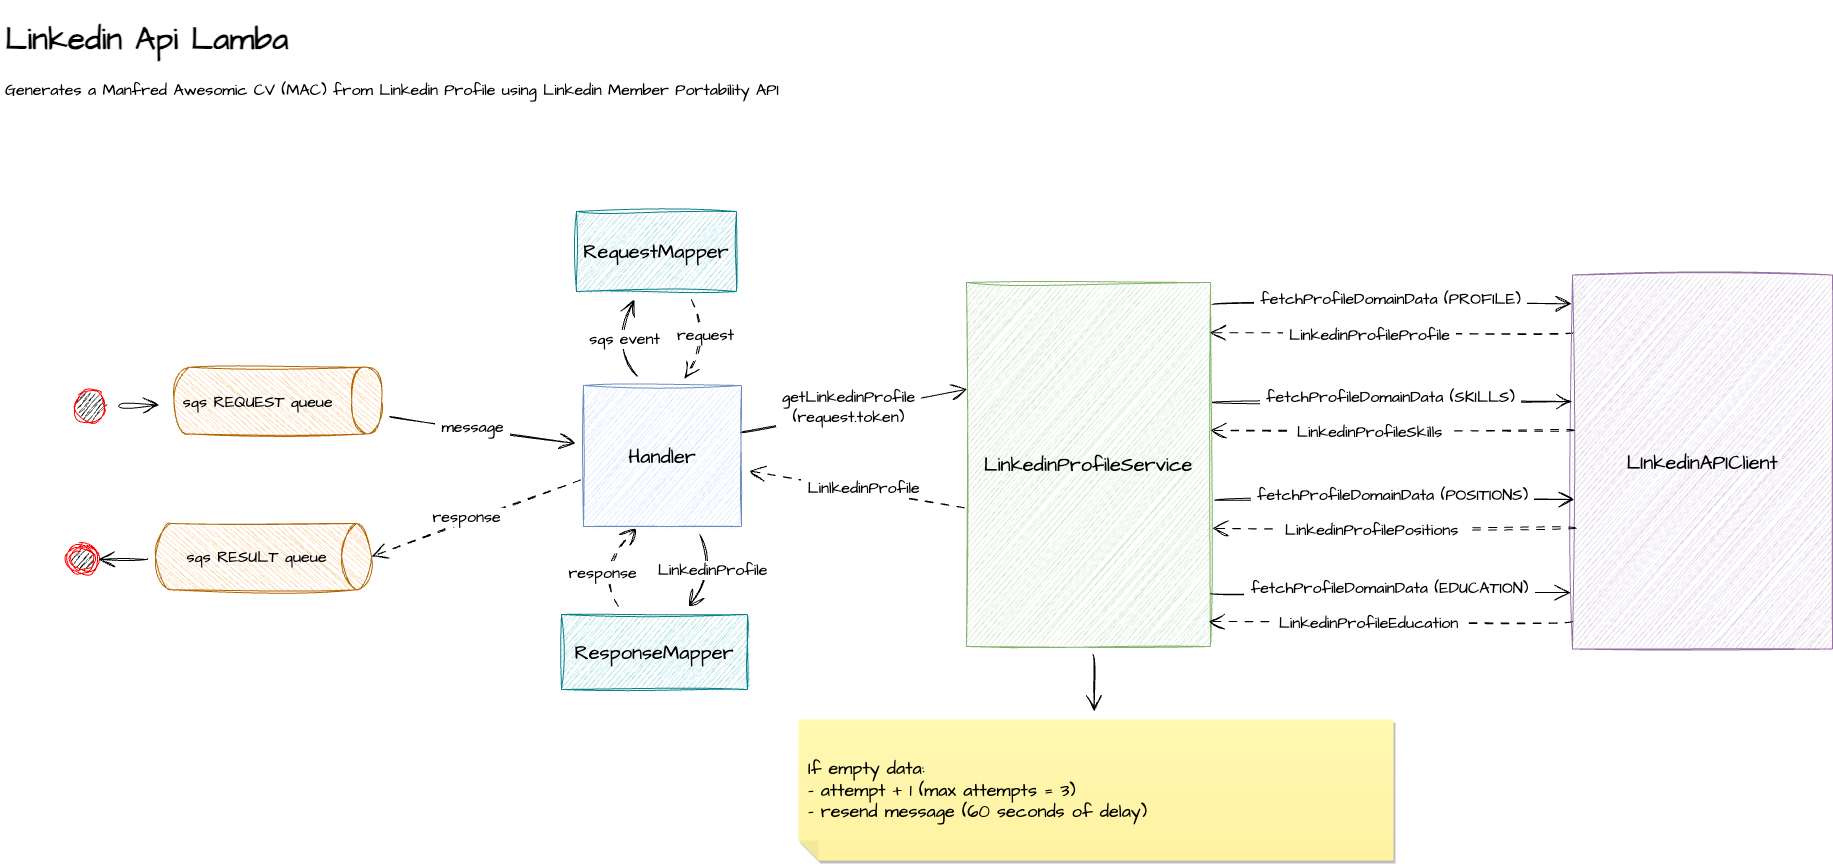 Linkedin Api Lamba
Generates a Manfred Awesomic CV (MAC) from Linkedin Profile using Linkedin Member Portability API
RequestMapper
sqs event
request
sqs REQUEST queue
message
Handler
response
sqs RESULT queue
response
LinkedinProfile
ResponseMapper
getLinkedinProfile
(request.token)
LinlkedinProfile
LinkedinProfileService
fetchProfileDomainData (PROFILE)
LinkedinProfileProfile
fetchProfileDomainData (SKILLS)
LinkedinProfileSkills
fetchProfileDomainData (POSITIONS)
LinkedinProfilePositions
fetchProfileDomainData (EDUCATION)
LinkedinProfileEducation
LInkedinAPIClient
If empty data:
- attempt + 1 (max attempts = 3)
- resend message (60 seconds of delay)